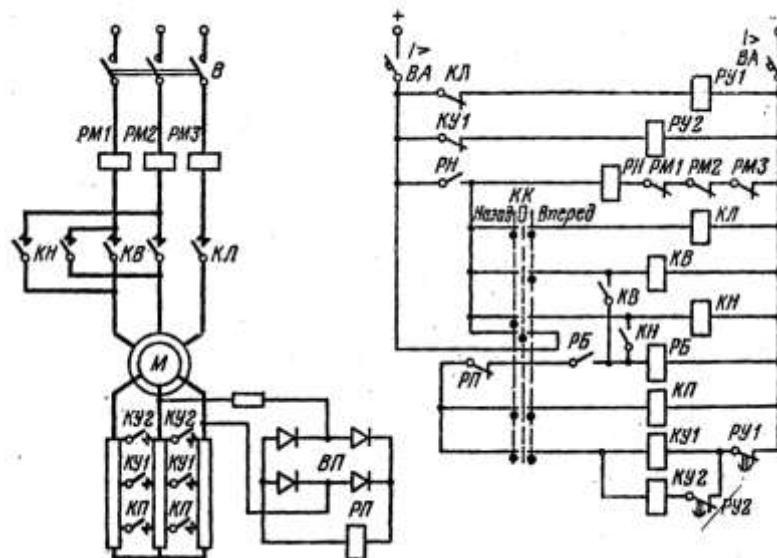 В
РМ1 РМ2 РМ3
КН КВ КЛ
М
КУ2 КУ2
КУ1 КУ1
КП КП
ВП
РП
+ -
I> I>
ВА ВА
КЛ РУ1
КУ1 РУ2
РН РН РМ1 РМ2 РМ3
КК
Назад 0 Вперед
КЛ
КВ
КВ
КН
КН
РБ РБ
РП
КП
КУ1 РУ1
КУ2
РУ2